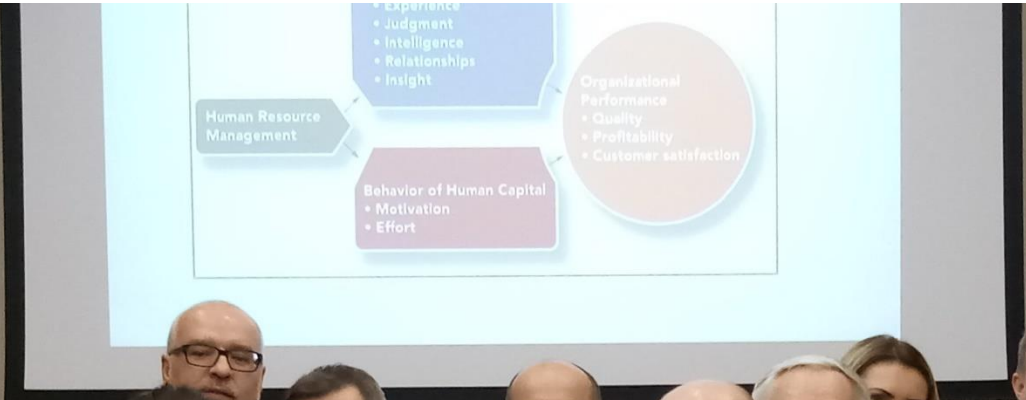 • Experience
• Judgment
• Intelligence
• Relationships
• Insight
Human Resource
Management
Behavior of Human Capital
• Motivation
• Effort
Organizational
Performance
• Quality
• Profitability
• Customer satisfaction